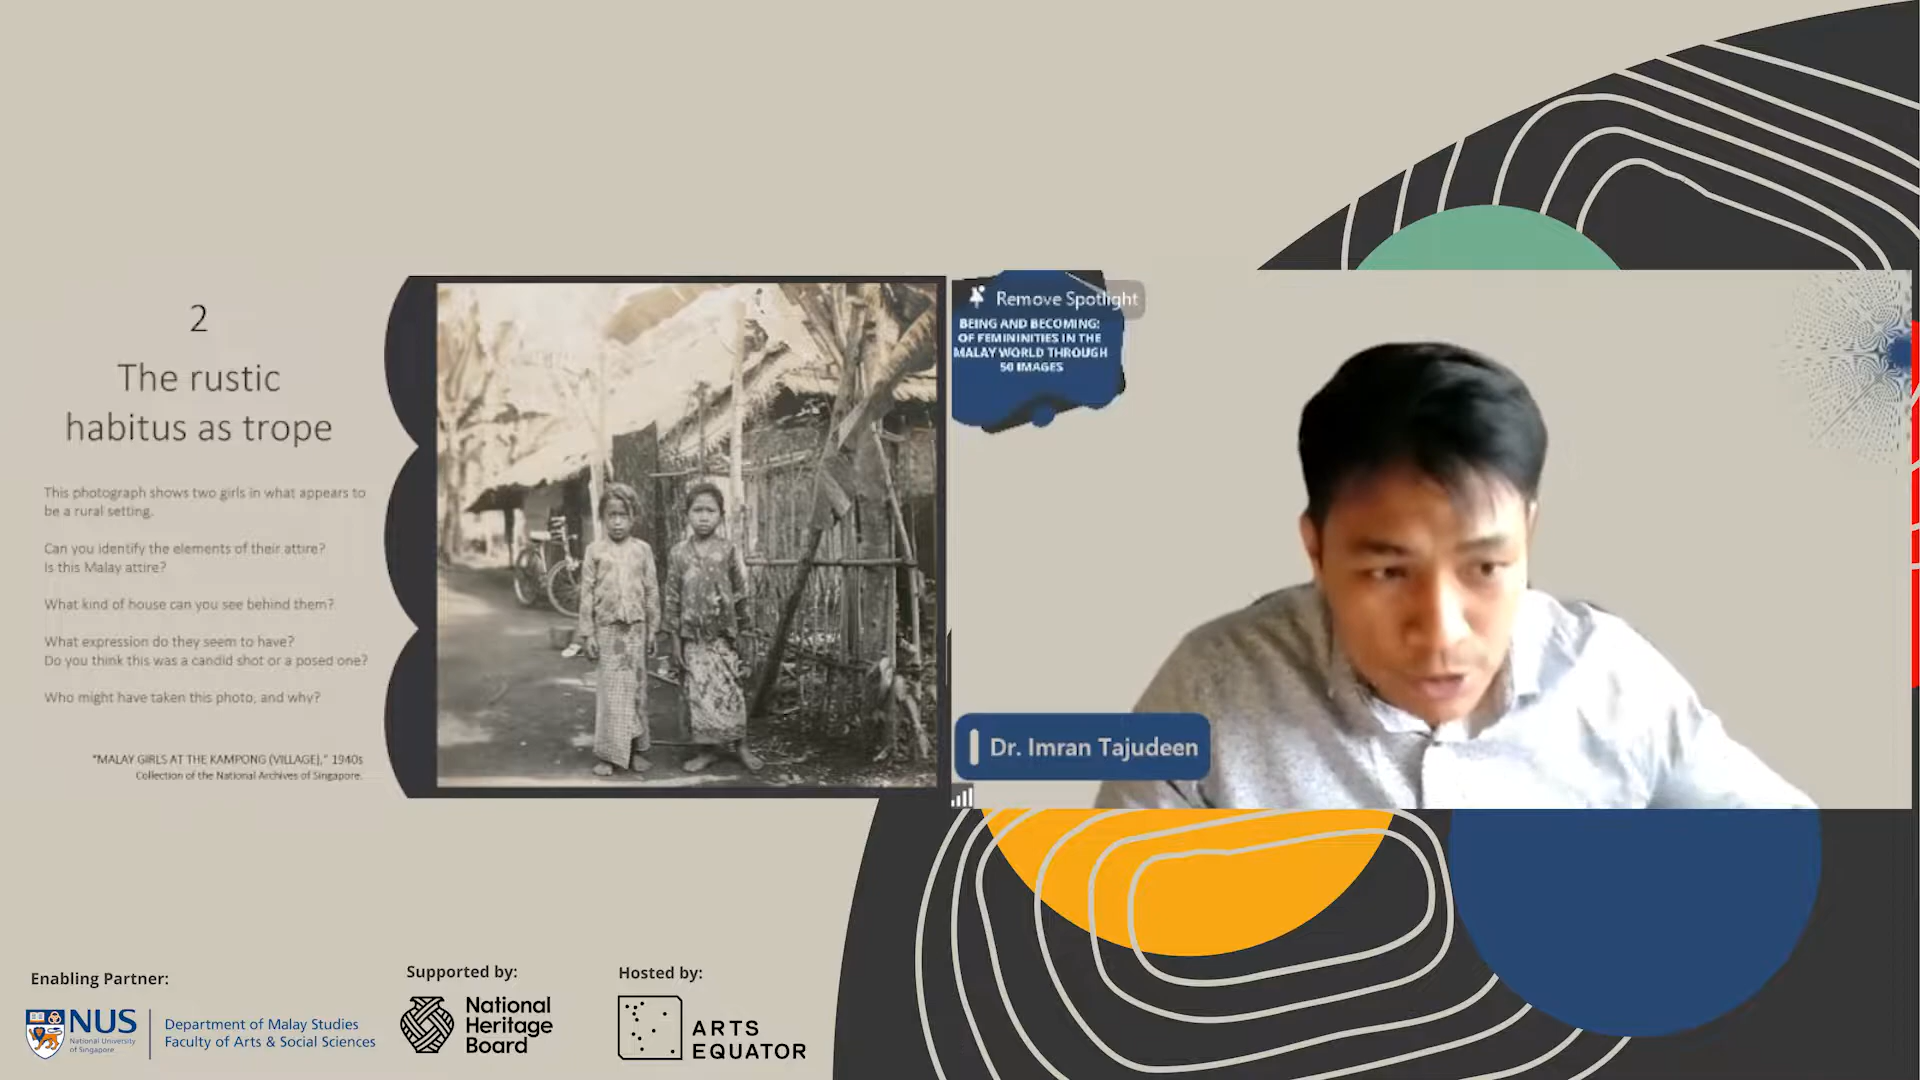 2
The rustic
habitus as trope
This photograph shows two girls in what appears to
be a rural setting.
Can you identify the elements of their attire?
Is this Malay attire?
What kind of house can you see behind them?
What expression do they seem to have?
Do you think this was a candid shot or a posed one?
Who might have taken this photo, and why?
"MALAY GIRLS AT THE KAMPONG (VILLAGE)," 1940s
Collection of the National Archives of Singapore.
Remove Spotlight
BEING AND BECOMING:
OF FEMININITIES IN THE
MALAY WORLD THROUGH
50 IMAGES
Dr. Imran Tajudeen
Enabling Partner:
NUS
National University
of Singapore
Department of Malay Studies
Faculty of Arts & Social Sciences
Supported by:
National
Heritage
Board
Hosted by:
ARTS
EQUATOR